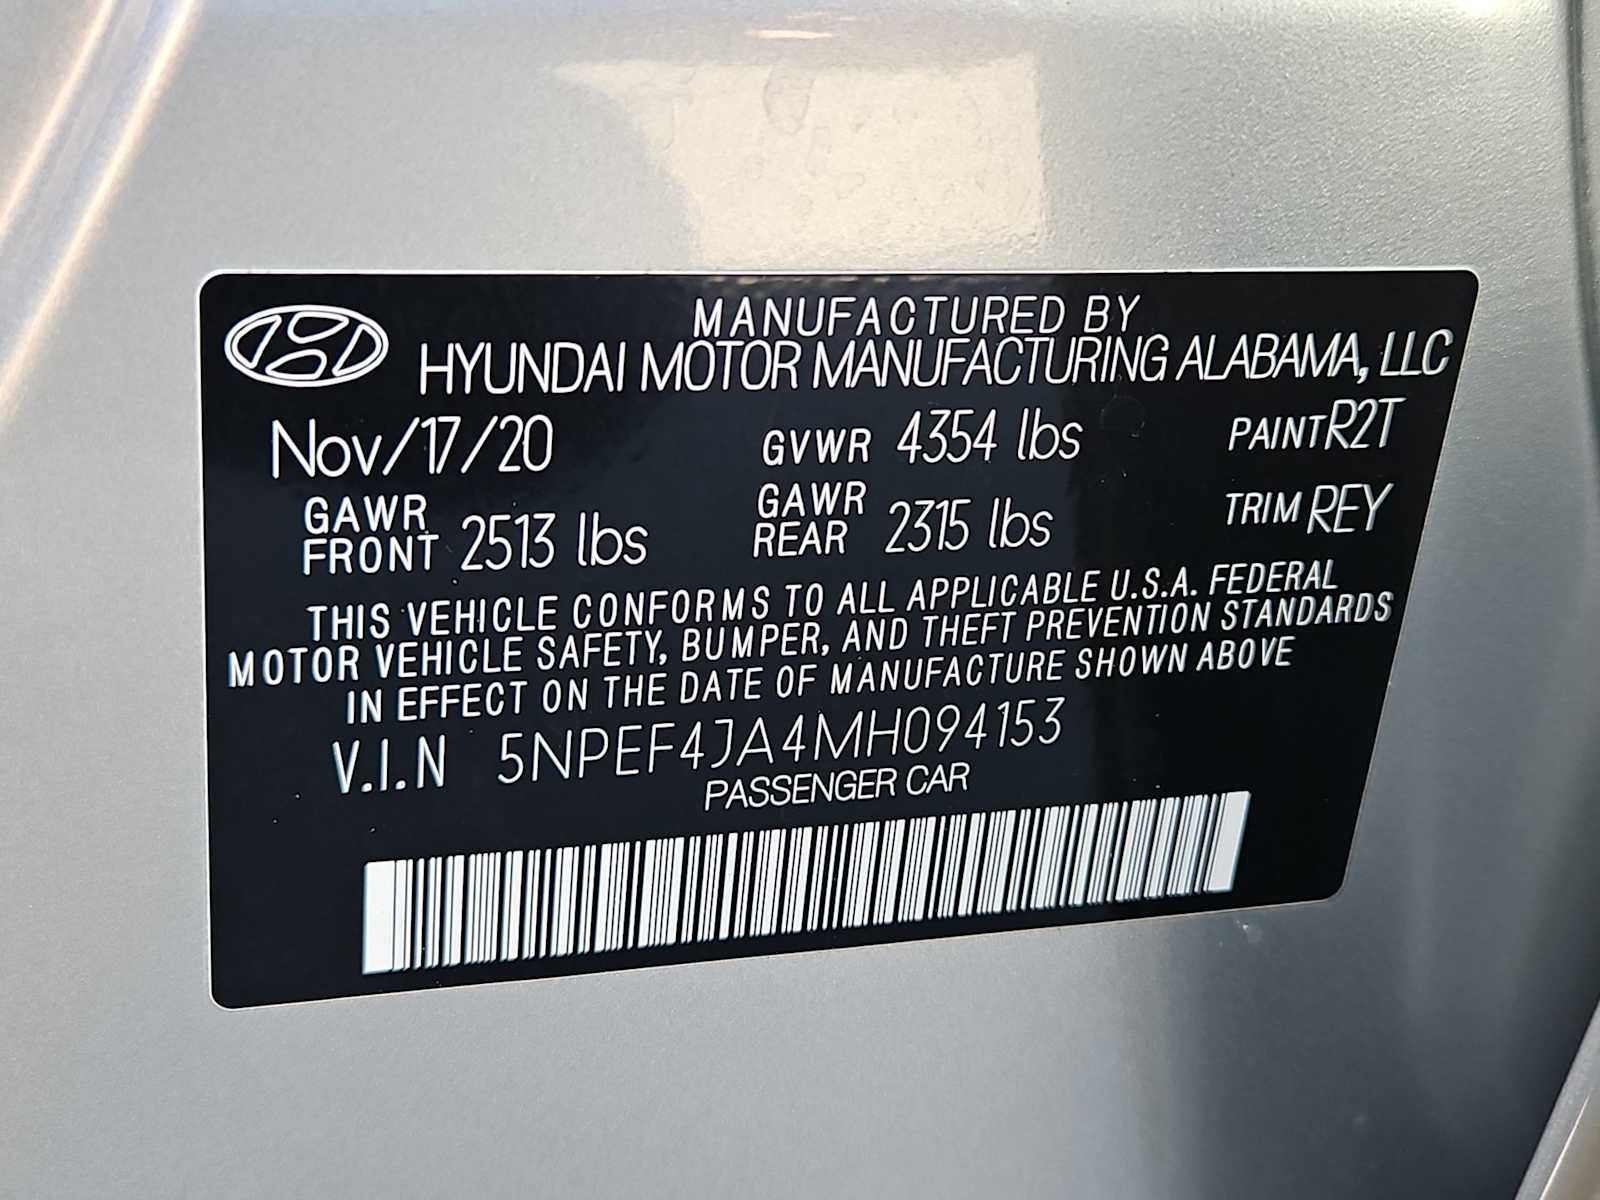 MANUFACTURED BY
HYUNDAI MOTOR MANUFACTURING ALABAMA, LLC
Nov/17/20 GVWR 4354 lbs PAINT R2T
GAWR FRONT 2513 lbs GAWR REAR 2315 lbs TRIM REY
THIS VEHICLE CONFORMS TO ALL APPLICABLE U.S.A. FEDERAL
MOTOR VEHICLE SAFETY, BUMPER, AND THEFT PREVENTION STANDARDS
IN EFFECT ON THE DATE OF MANUFACTURE SHOWN ABOVE
V.I.N 5NPEF4JA4MH094153
PASSENGER CAR